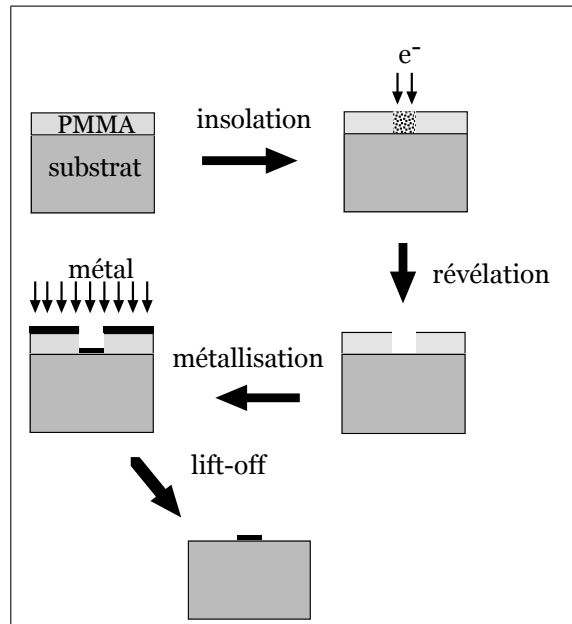 e⁻
PMMA
insolation
substrat
métal
révélation
métallisation
lift-off